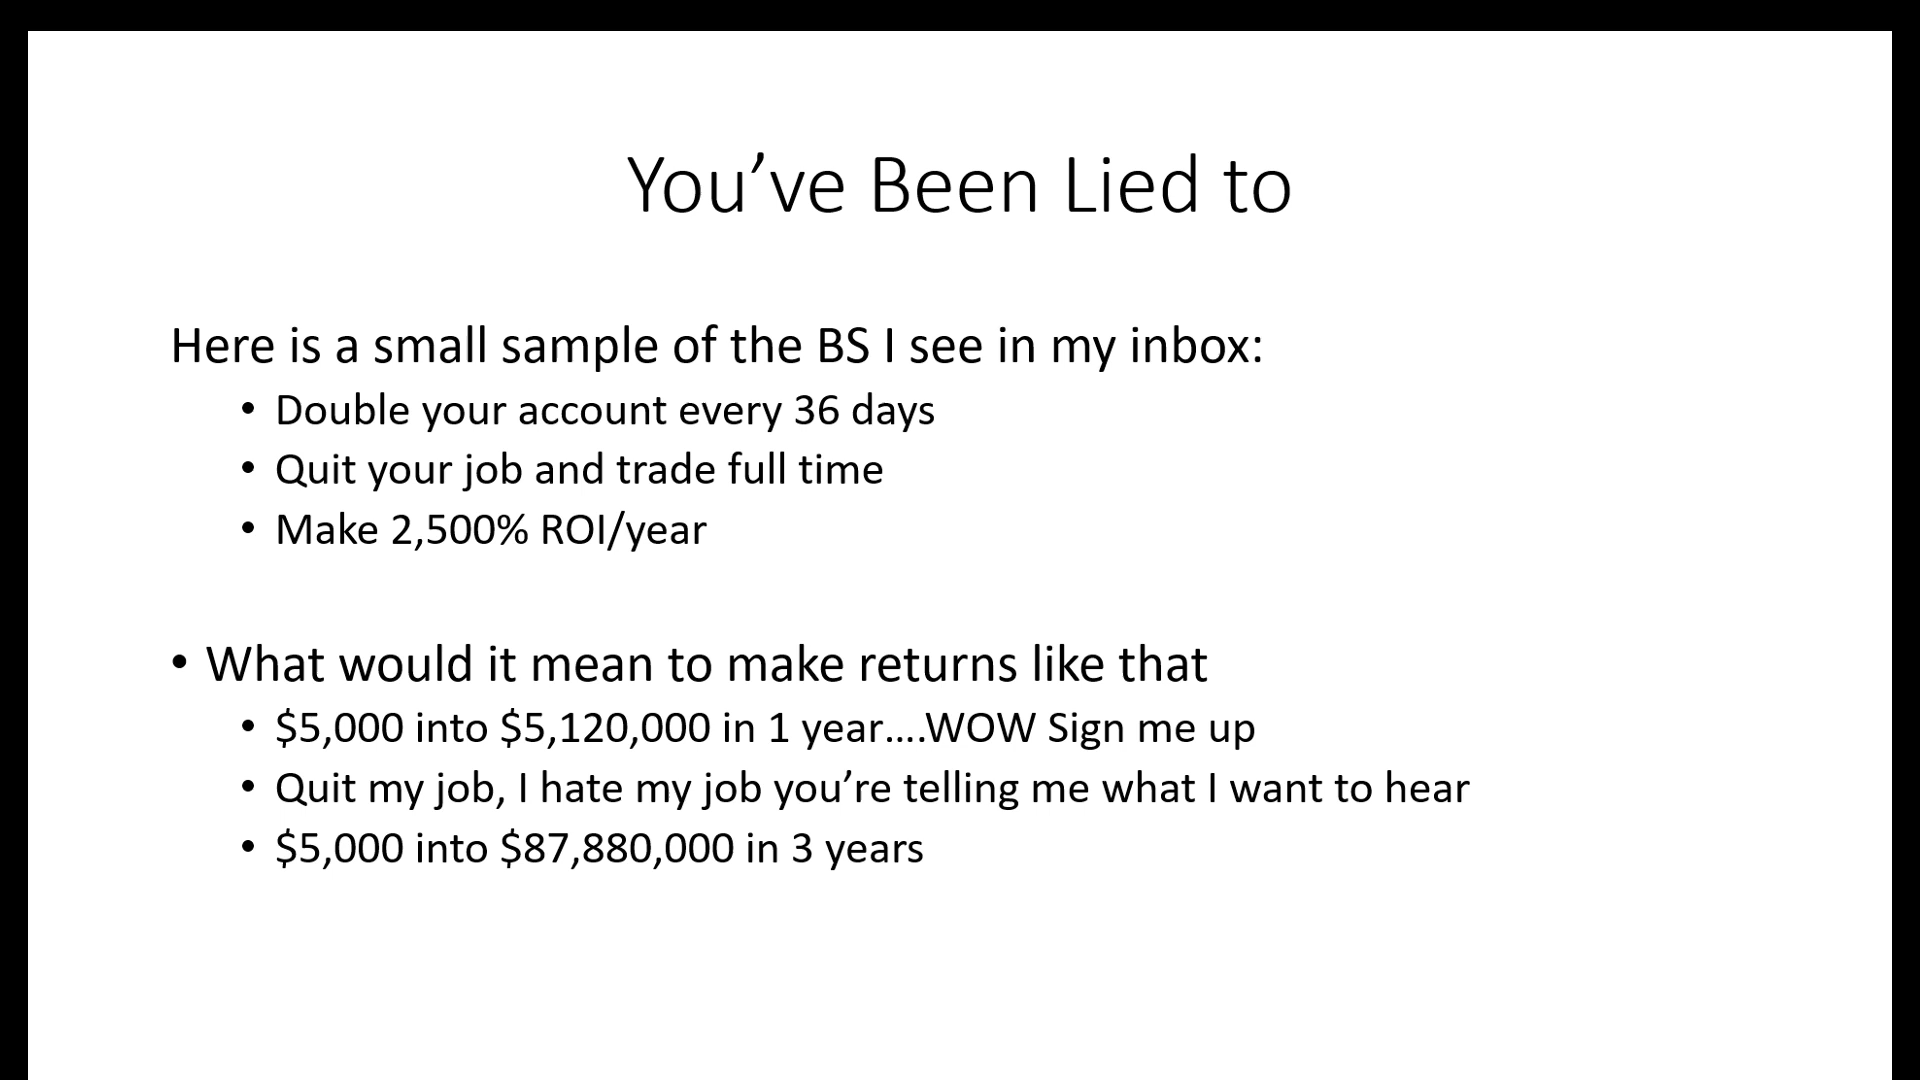 You’ve Been Lied to
Here is a small sample of the BS I see in my inbox:
• Double your account every 36 days
• Quit your job and trade full time
• Make 2,500% ROI/year
• What would it mean to make returns like that
• $5,000 into $5,120,000 in 1 year....WOW Sign me up
• Quit my job, I hate my job you’re telling me what I want to hear
• $5,000 into $87,880,000 in 3 years